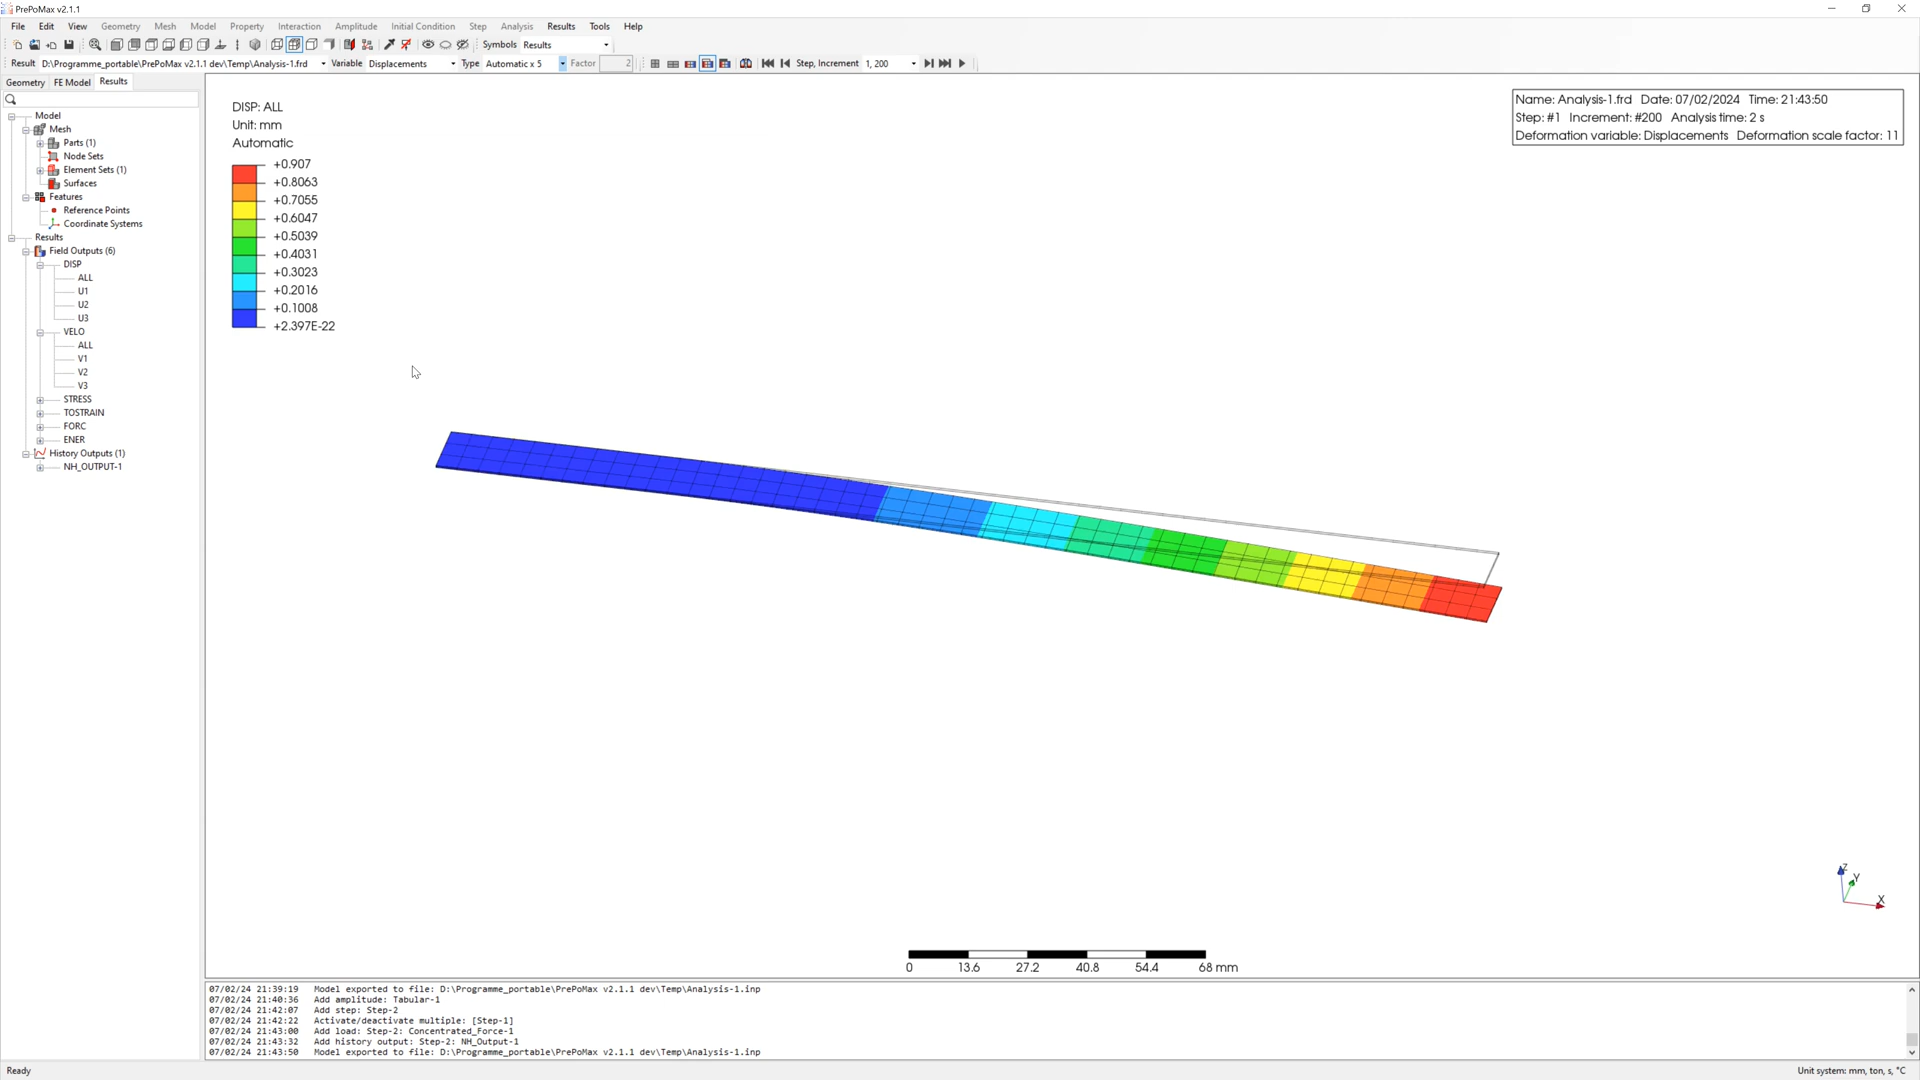 PrePoMax v2.1.1
File Edit View Geometry Mesh Model Property Interaction Amplitude Initial Condition Step Analysis Results Tools Help
Symbols Results
Result D:\Programme_portable\PrePoMax v2.1.1 dev\Temp\Analysis-1.frd Variable Displacements Type Automatic x 5 Factor 2 Step, Increment 1, 200
Geometry FE Model Results
Model
Mesh
Parts (1)
Node Sets
Element Sets (1)
Surfaces
Features
Reference Points
Coordinate Systems
Results
Field Outputs (6)
DISP
ALL
U1
U2
U3
VELO
ALL
V1
V2
V3
STRESS
TOSTRAIN
FORC
ENER
History Outputs (1)
NH_OUTPUT-1
DISP: ALL
Unit: mm
Automatic
+0.907
+0.8063
+0.7055
+0.6047
+0.5039
+0.4031
+0.3023
+0.2016
+0.1008
+2.397E-22
Name: Analysis-1.frd Date: 07/02/2024 Time: 21:43:50
Step: #1 Increment: #200 Analysis time: 2 s
Deformation variable: Displacements Deformation scale factor: 11
Z
Y
X
0 13.6 27.2 40.8 54.4 68 mm
07/02/24 21:39:19 Model exported to file: D:\Programme_portable\PrePoMax v2.1.1 dev\Temp\Analysis-1.inp
07/02/24 21:40:36 Add amplitude: Tabular-1
07/02/24 21:42:07 Add step: Step-2
07/02/24 21:42:22 Activate/deactivate multiple: [Step-1]
07/02/24 21:43:00 Add load: Step-2: Concentrated_Force-1
07/02/24 21:43:32 Add history output: Step-2: NH_Output-1
07/02/24 21:43:50 Model exported to file: D:\Programme_portable\PrePoMax v2.1.1 dev\Temp\Analysis-1.inp
Ready
Unit system: mm, ton, s, °C